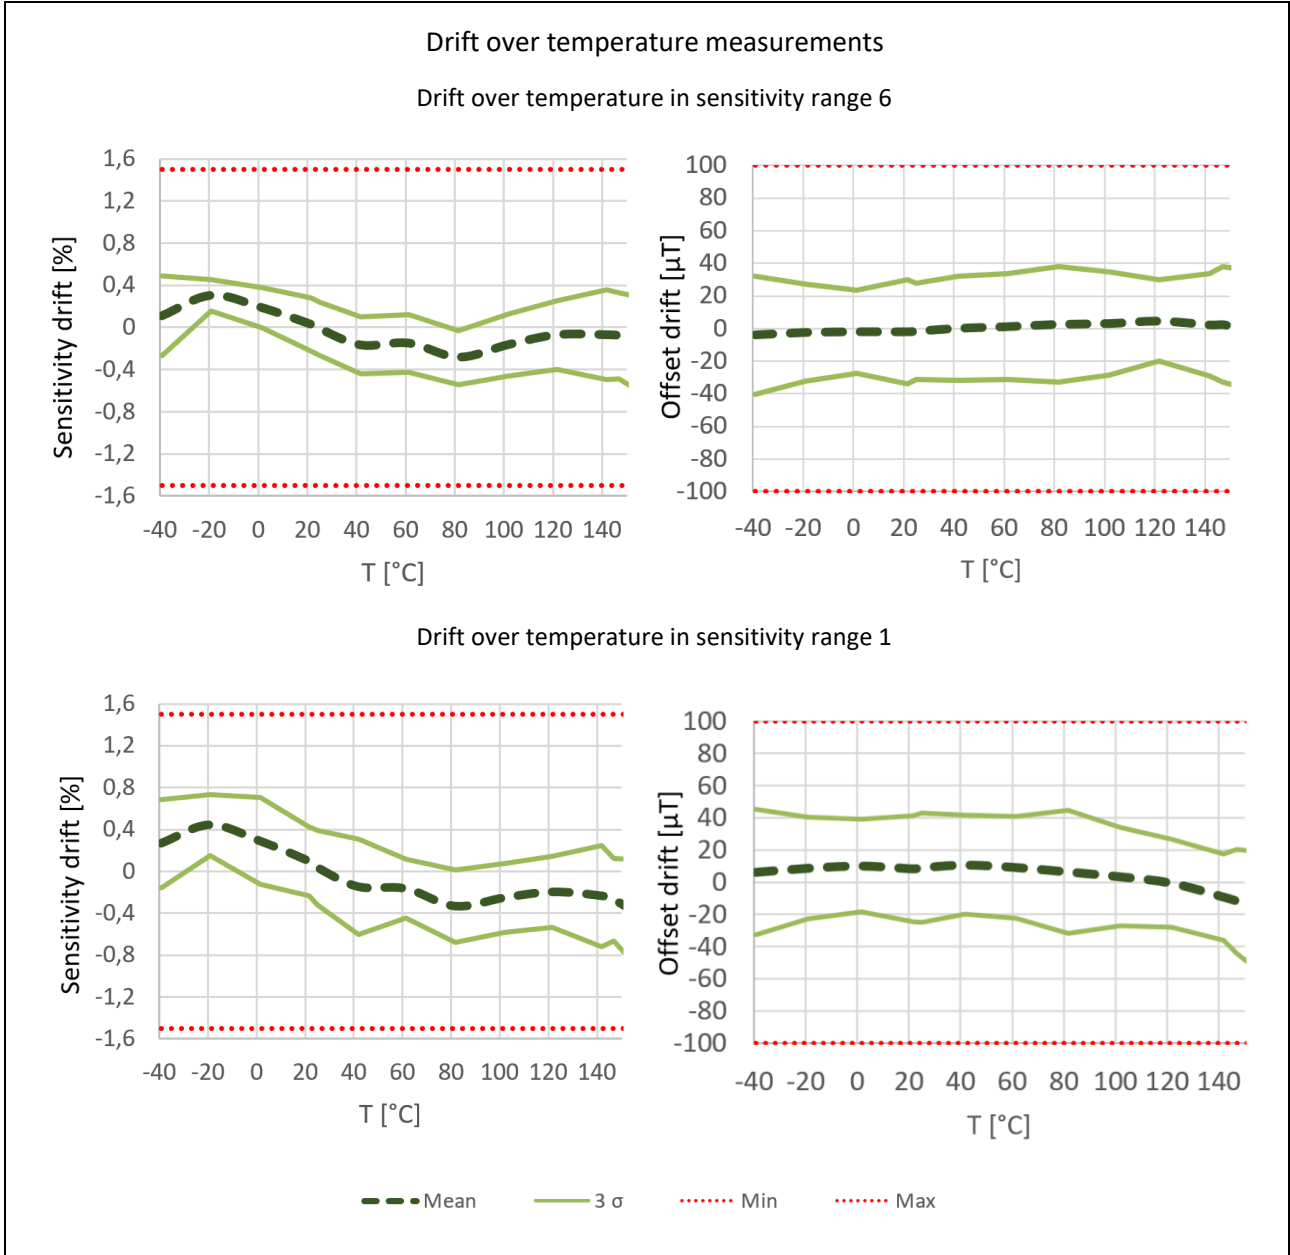 Drift over temperature measurements
Drift over temperature in sensitivity range 6
Sensitivity drift [%]
1,6
1,2
0,8
0,4
0
-0,4
-0,8
-1,2
-1,6
-40 -20 0 20 40 60 80 100 120 140
T [°C]
Offset drift [µT]
100
80
60
40
20
0
-20
-40
-60
-80
-100
-40 -20 0 20 40 60 80 100 120 140
T [°C]
Drift over temperature in sensitivity range 1
Sensitivity drift [%]
1,6
1,2
0,8
0,4
0
-0,4
-0,8
-1,2
-1,6
-40 -20 0 20 40 60 80 100 120 140
T [°C]
Offset drift [µT]
100
80
60
40
20
0
-20
-40
-60
-80
-100
-40 -20 0 20 40 60 80 100 120 140
T [°C]
Mean 3 σ Min Max